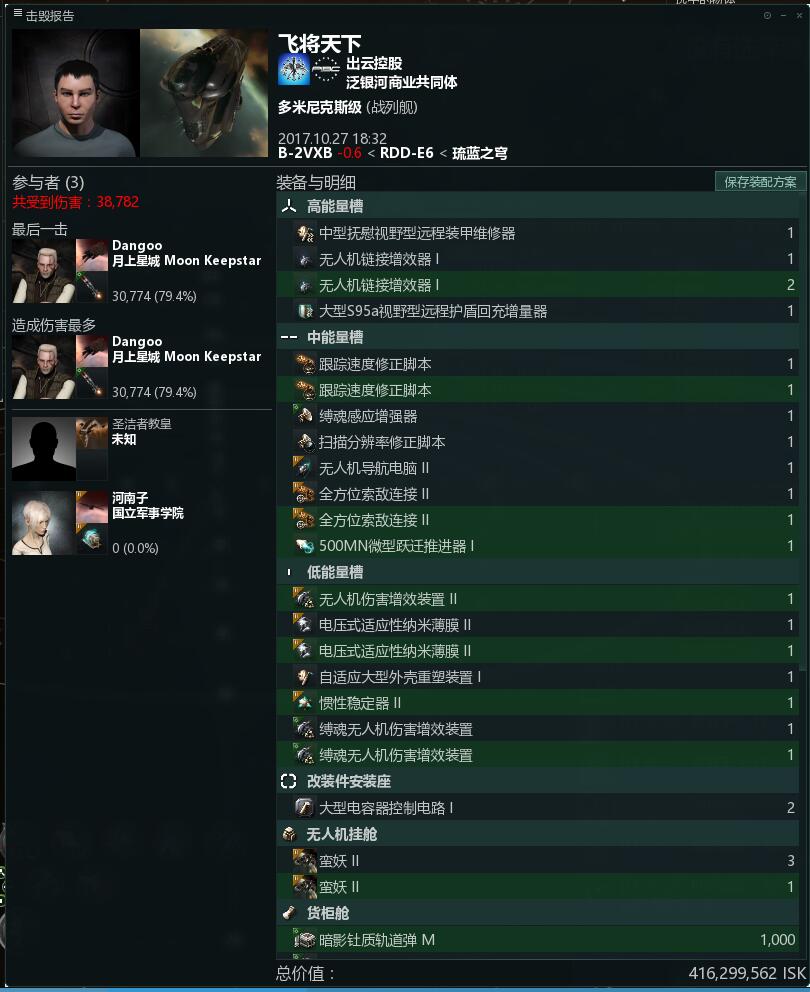 击毁报告
飞将天下
出云控股
泛银河商业共同体
多米尼克斯级 (战列舰)
2017.10.27 18:32
B-2VXB -0.6 < RDD-E6 < 琉蓝之穹
参与者 (3)
共受到伤害：38,782
最后一击
Dangoo
月上星城 Moon Keepstar
30,774 (79.4%)
造成伤害最多
Dangoo
月上星城 Moon Keepstar
30,774 (79.4%)
圣洁者教皇
未知
河南子
国立军事学院
0 (0.0%)
装备与明细
保存装配方案
高能量槽
中型抚慰视野型远程装甲维修器 1
无人机链接增效器 I 1
无人机链接增效器 I 2
大型S95a视野型远程护盾回充增量器 1
中能量槽
跟踪速度修正脚本 1
跟踪速度修正脚本 1
缚魂感应增强器 1
扫描分辨率修正脚本 1
无人机导航电脑 II 1
全方位索敌连接 II 1
全方位索敌连接 II 1
500MN微型跃迁推进器 I 1
低能量槽
无人机伤害增效装置 II 1
电压式适应性纳米薄膜 II 1
电压式适应性纳米薄膜 II 1
自适应大型外壳重塑装置 I 1
惯性稳定器 II 1
缚魂无人机伤害增效装置 1
缚魂无人机伤害增效装置 1
改装件安装座
大型电容器控制电路 I 2
无人机挂舱
蛮妖 II 3
蛮妖 II 1
货柜舱
暗影钍质轨道弹 M 1,000
总价值： 416,299,562 ISK